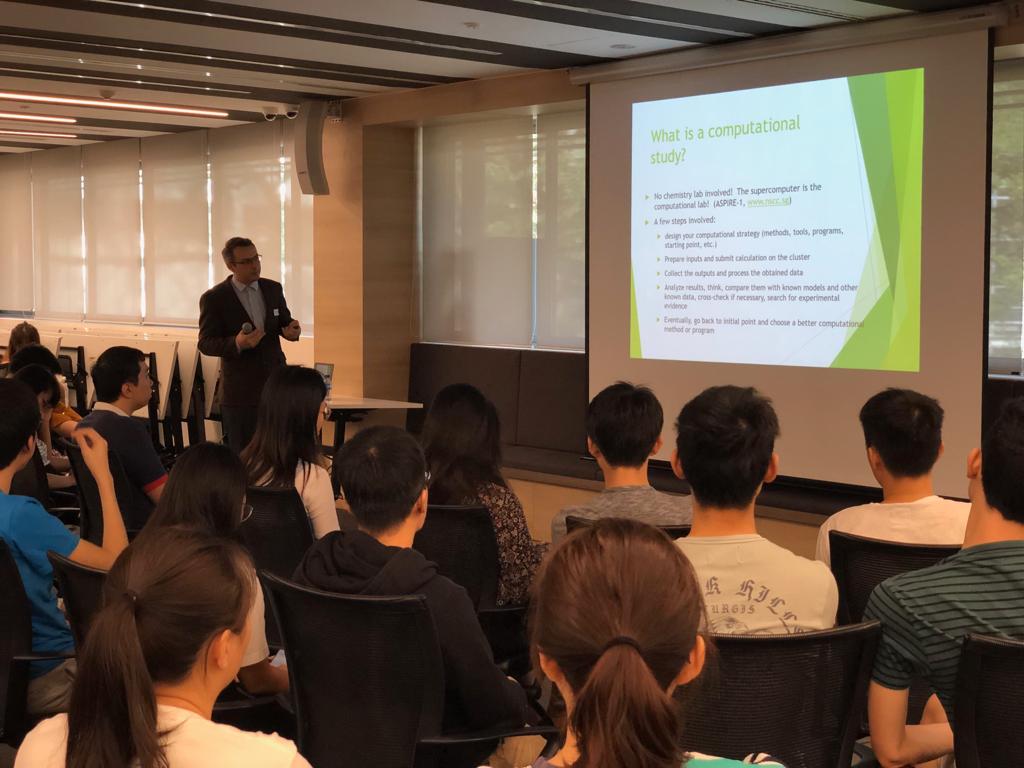 What is a computational
study?
No chemistry lab involved! The supercomputer is the
computational lab! (ASPIRE-1, www.nscc.sg)
A few steps involved:
design your computational strategy (methods, tools, programs,
starting point, etc.)
Prepare inputs and submit calculation on the cluster
Collect the outputs and process the obtained data
Analyze results, think, compare them with known models and other
known data, cross-check if necessary, search for experimental
evidence
Eventually, go back to initial point and choose a better computational
method or program